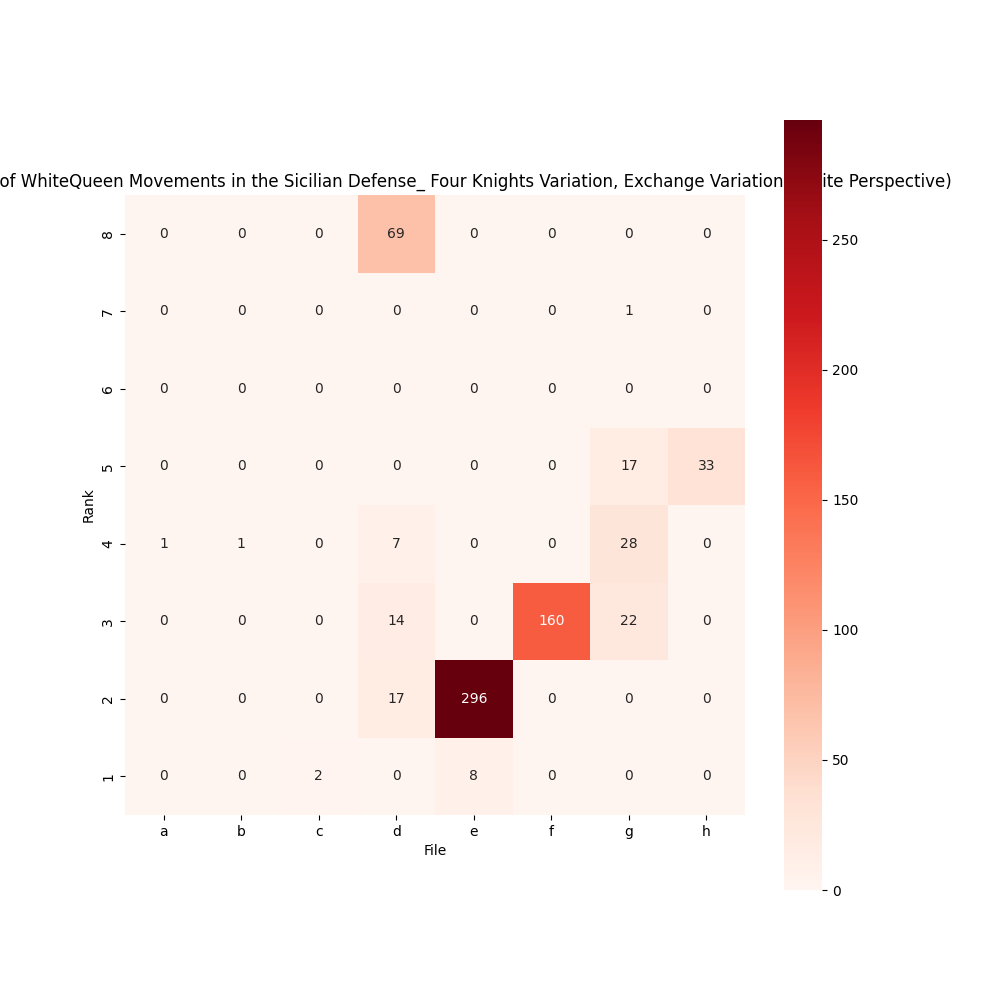 of WhiteQueen Movements in the Sicilian Defense_ Four Knights Variation, Exchange Variation ite Perspective)
8 0 0 0 69 0 0 0 0
7 0 0 0 0 0 1 0
6 0 0 0 0 0 0 0 0
5 0 0 0 0 0 0 17 33
4 1 1 0 7 0 0 28 0
3 0 0 0 14 0 160 22 0
2 0 0 0 17 296 0 0 0
1 0 0 2 0 8 0 0 0
a b c d e f g h
File
Rank
250
200
150
100
50
0